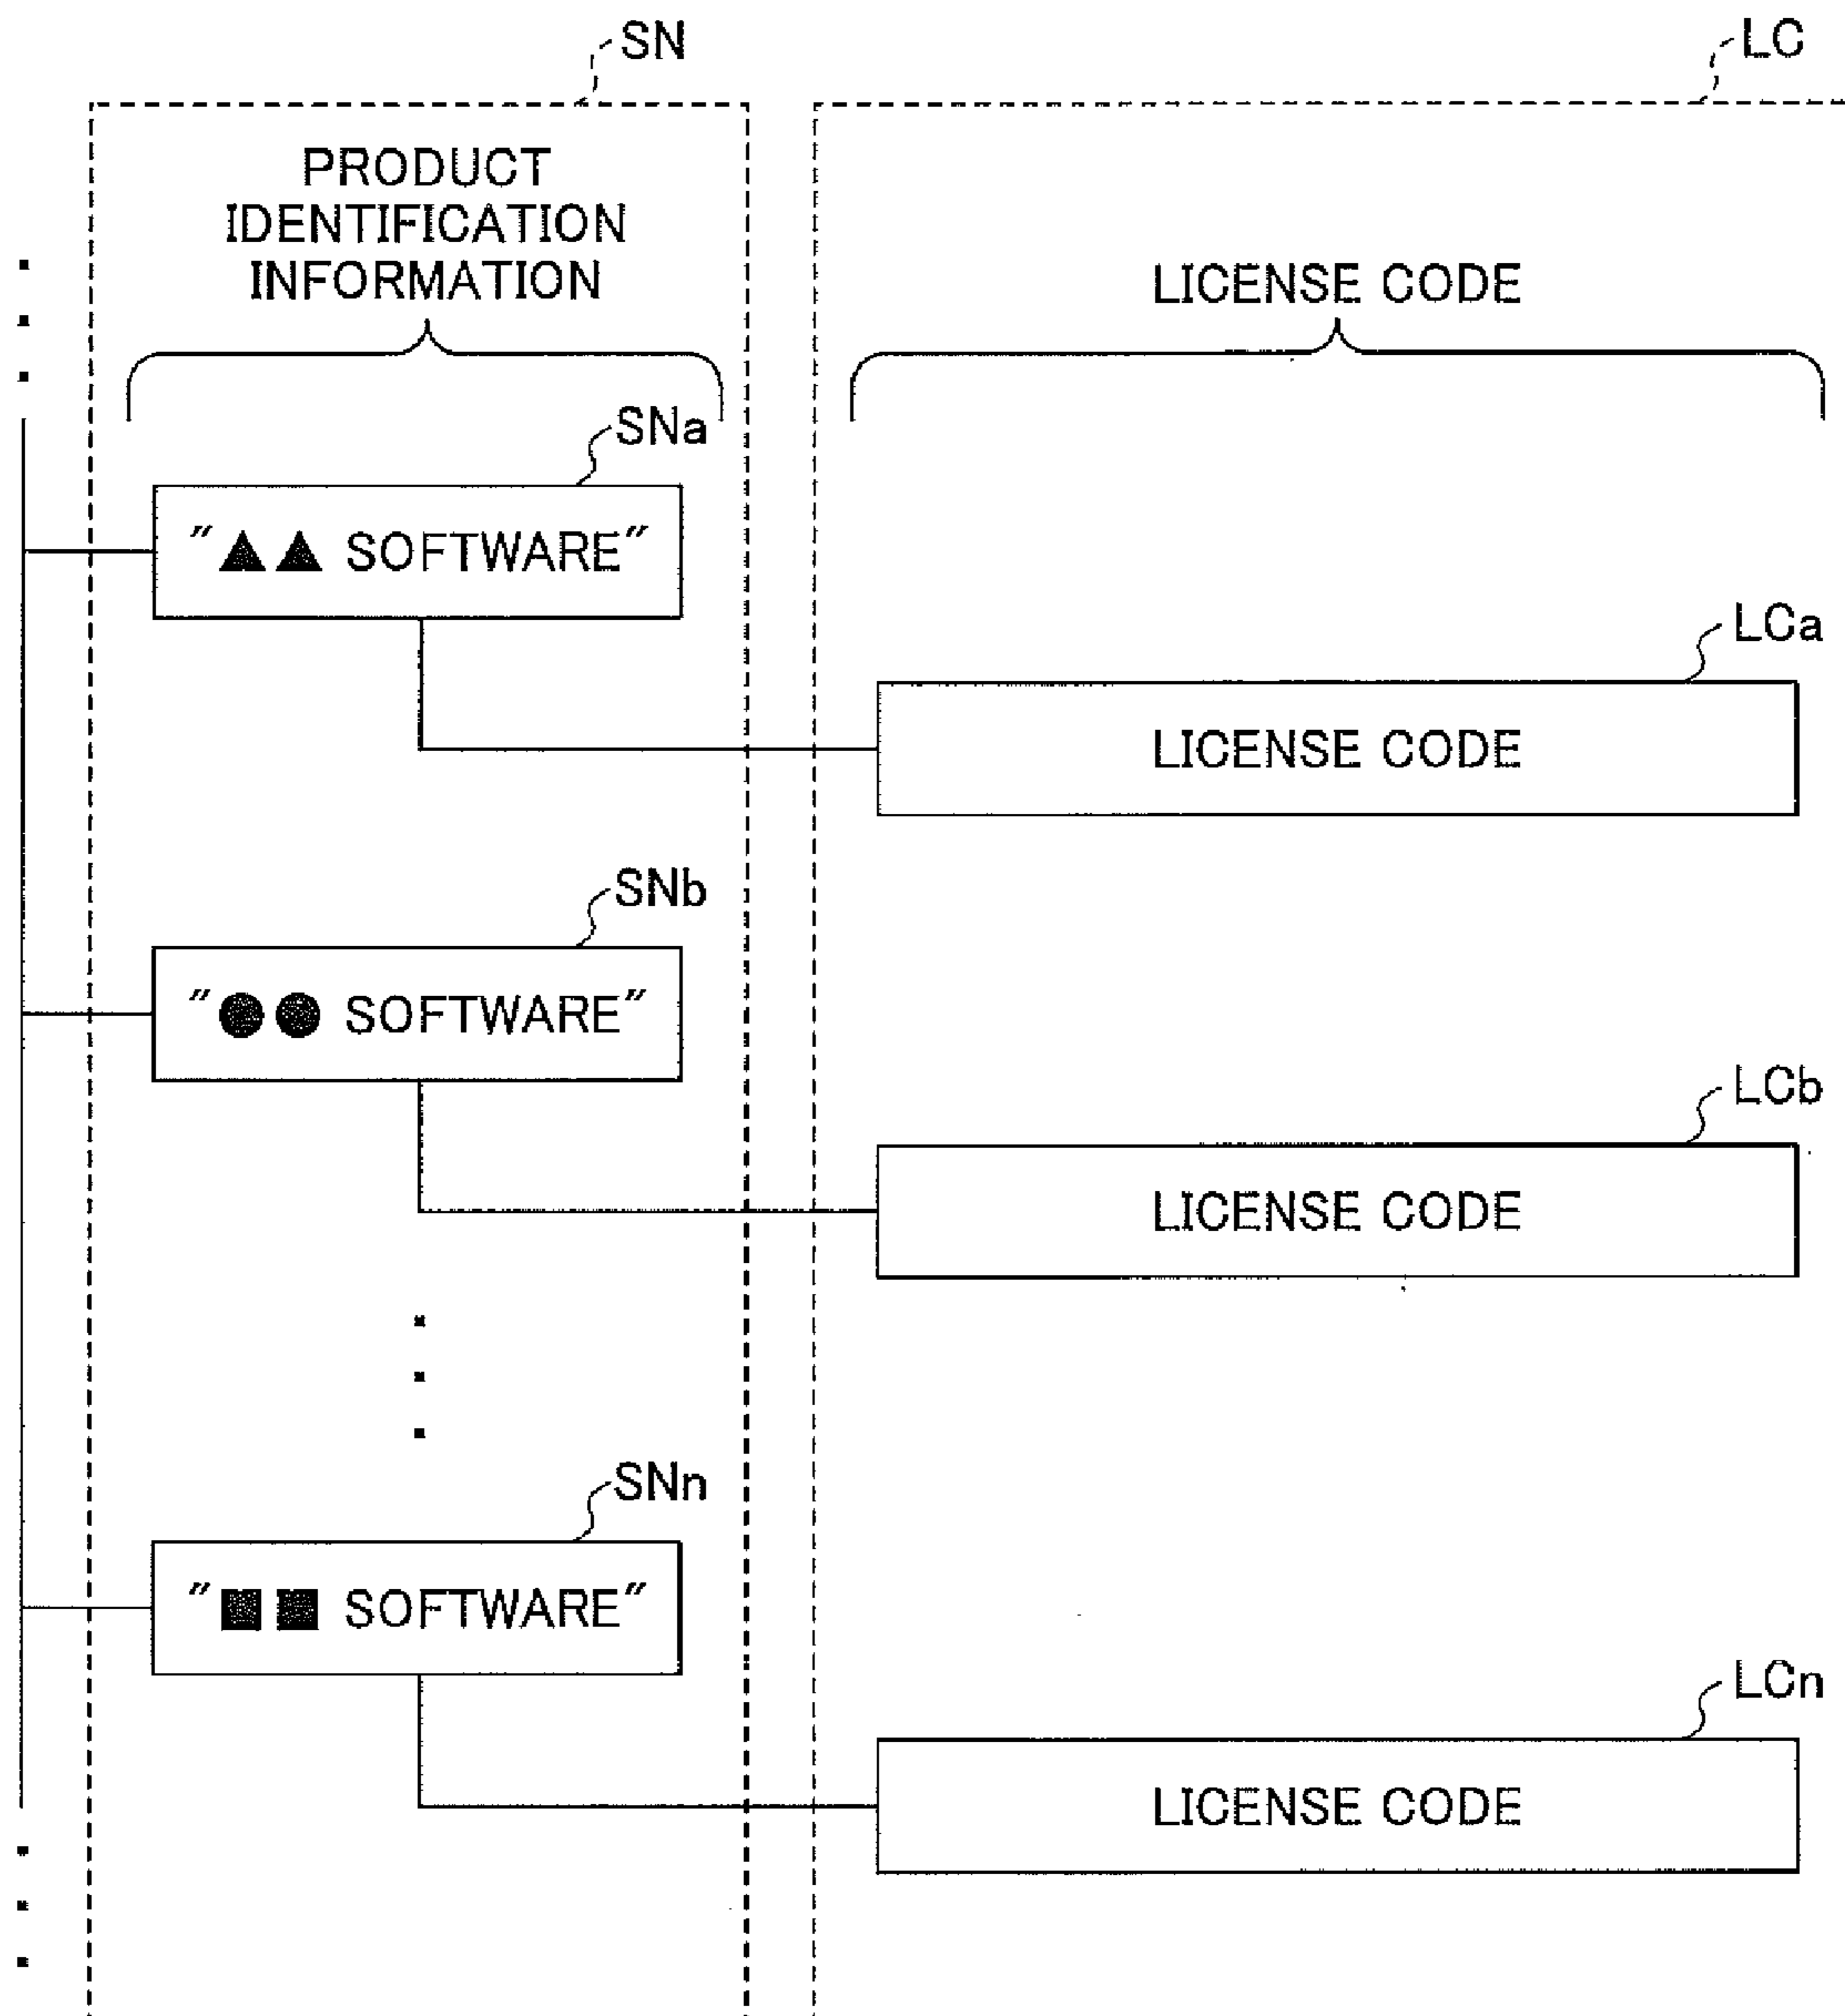 SN
LC
PRODUCT
IDENTIFICATION
INFORMATION
LICENSE CODE
SNa
"▲▲ SOFTWARE"
LCa
LICENSE CODE
SNb
"●● SOFTWARE"
LCb
LICENSE CODE
SNn
"■■ SOFTWARE"
LCn
LICENSE CODE